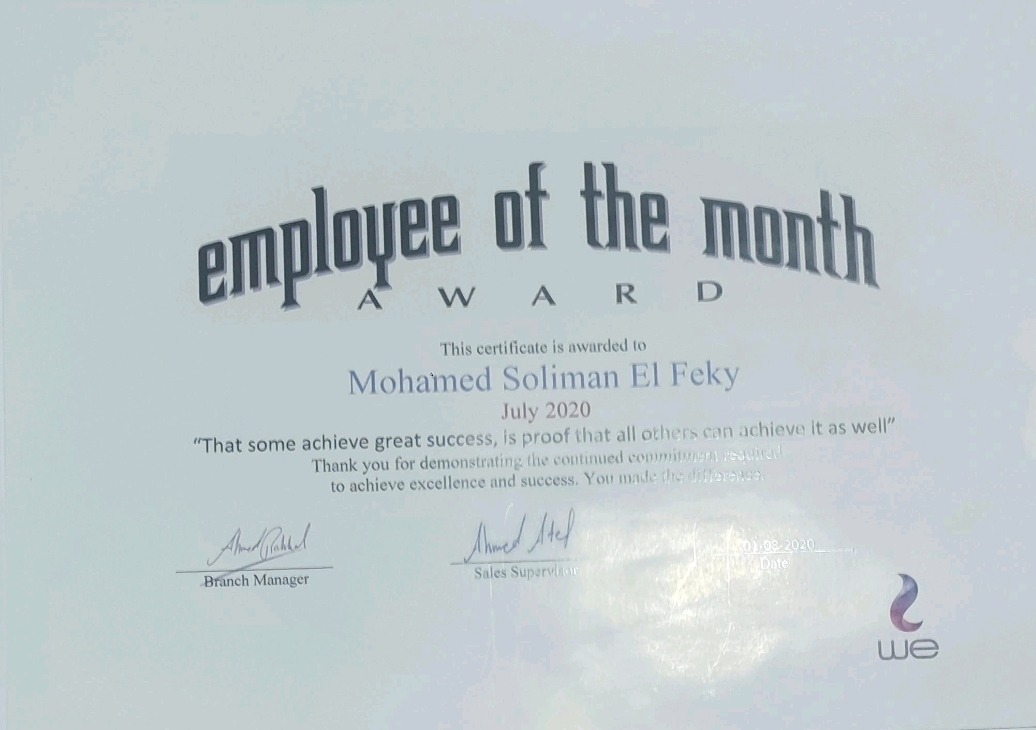 employee of the month
AWARD
This certificate is awarded to
Mohamed Soliman El Feky
July 2020
“That some achieve great success, is proof that all others can achieve it as well”
Thank you for demonstrating the continued commitment required
to achieve excellence and success. You made the difference.
Ahmed
Ahmed Atef
01-08-2020
Branch Manager
Sales Supervisor
Date
we